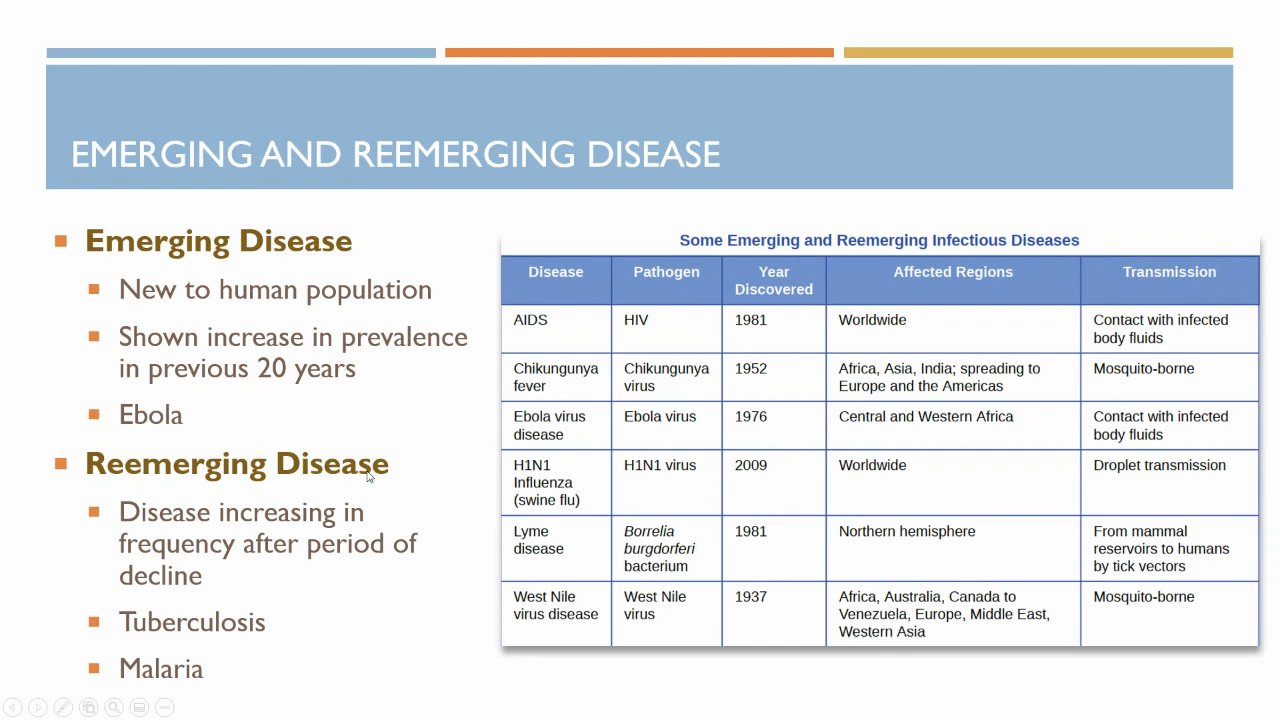 EMERGING AND REEMERGING DISEASE
Emerging Disease
New to human population
Shown increase in prevalence
in previous 20 years
Ebola
Reemerging Disease
Disease increasing in
frequency after period of
decline
Tuberculosis
Malaria
Some Emerging and Reemerging Infectious Diseases
Disease Pathogen Year Discovered Affected Regions Transmission
AIDS HIV 1981 Worldwide Contact with infected body fluids
Chikungunya fever Chikungunya virus 1952 Africa, Asia, India; spreading to Europe and the Americas Mosquito-borne
Ebola virus disease Ebola virus 1976 Central and Western Africa Contact with infected body fluids
H1N1 Influenza (swine flu) H1N1 virus 2009 Worldwide Droplet transmission
Lyme disease Borrelia burgdorferi bacterium 1981 Northern hemisphere From mammal reservoirs to humans by tick vectors
West Nile virus disease West Nile virus 1937 Africa, Australia, Canada to Venezuela, Europe, Middle East, Western Asia Mosquito-borne